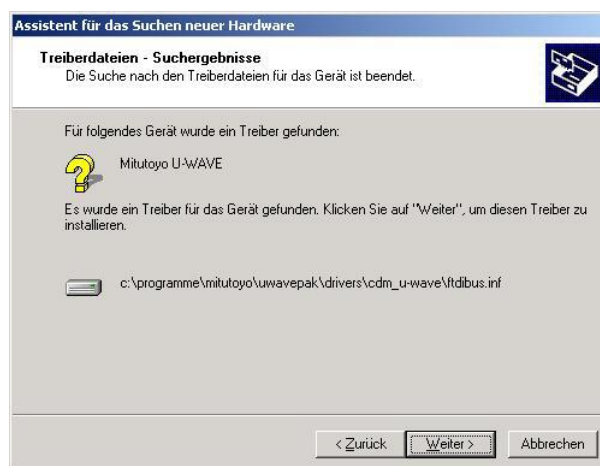 Assistent für das Suchen neuer Hardware
Treiberdateien - Suchergebnisse
Die Suche nach den Treiberdateien für das Gerät ist beendet.
Für folgendes Gerät wurde ein Treiber gefunden:
Mitutoyo U-WAVE
Es wurde ein Treiber für das Gerät gefunden. Klicken Sie auf "Weiter", um diesen Treiber zu
installieren.
c:\programme\mitutoyo\uwavepak\drivers\cdm_u-wave\ftdibus.inf
< Zurück Weiter > Abbrechen